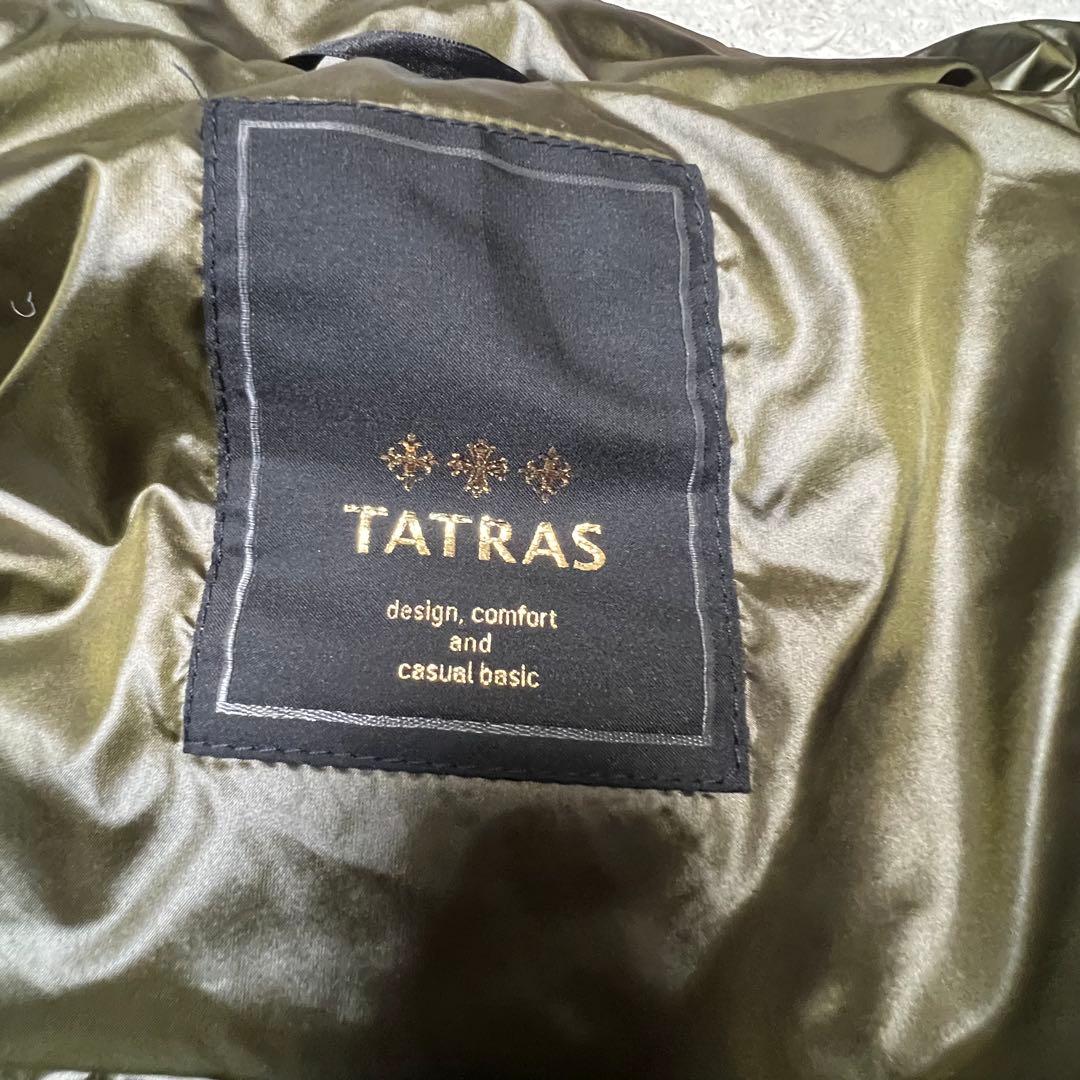 TATRAS
design, comfort
and
casual basic